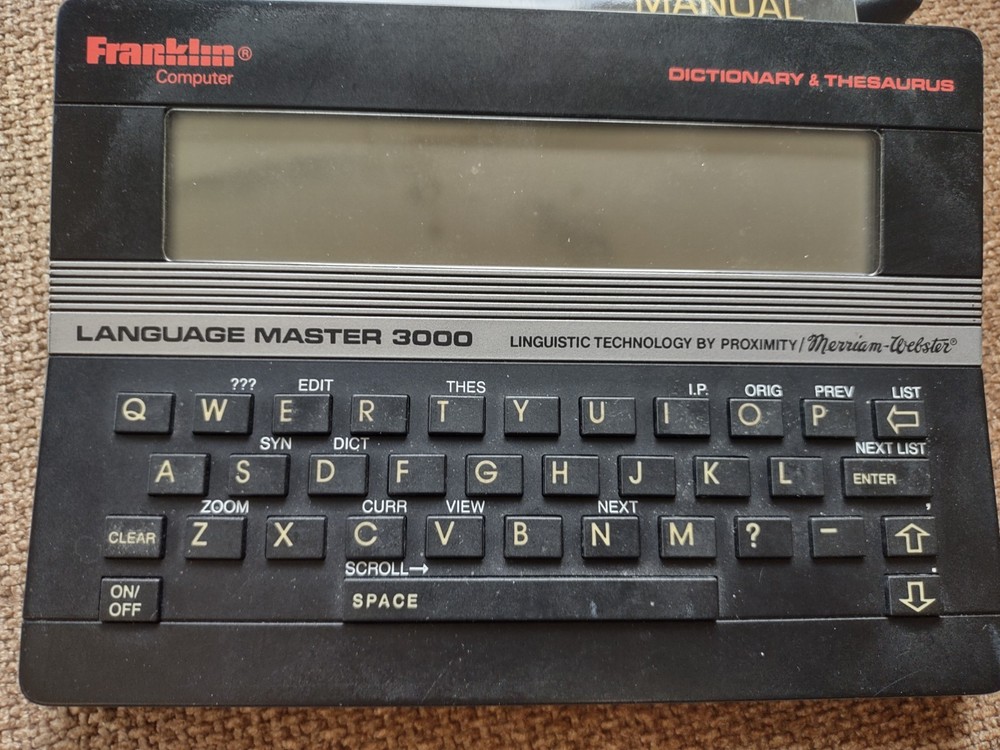 MANUAL
Franklin®
Computer
DICTIONARY & THESAURUS
LANGUAGE MASTER 3000
LINGUISTIC TECHNOLOGY BY PROXIMITY/Merriam-Webster®
??? EDIT THES I.P. ORIG PREV LIST
Q W E R T Y U I O P
SYN DICT NEXT LIST
A S D F G H J K L ENTER
ZOOM CURR VIEW NEXT ,
CLEAR Z X C V B N M ? -
SCROLL→ .
ON/
OFF
SPACE